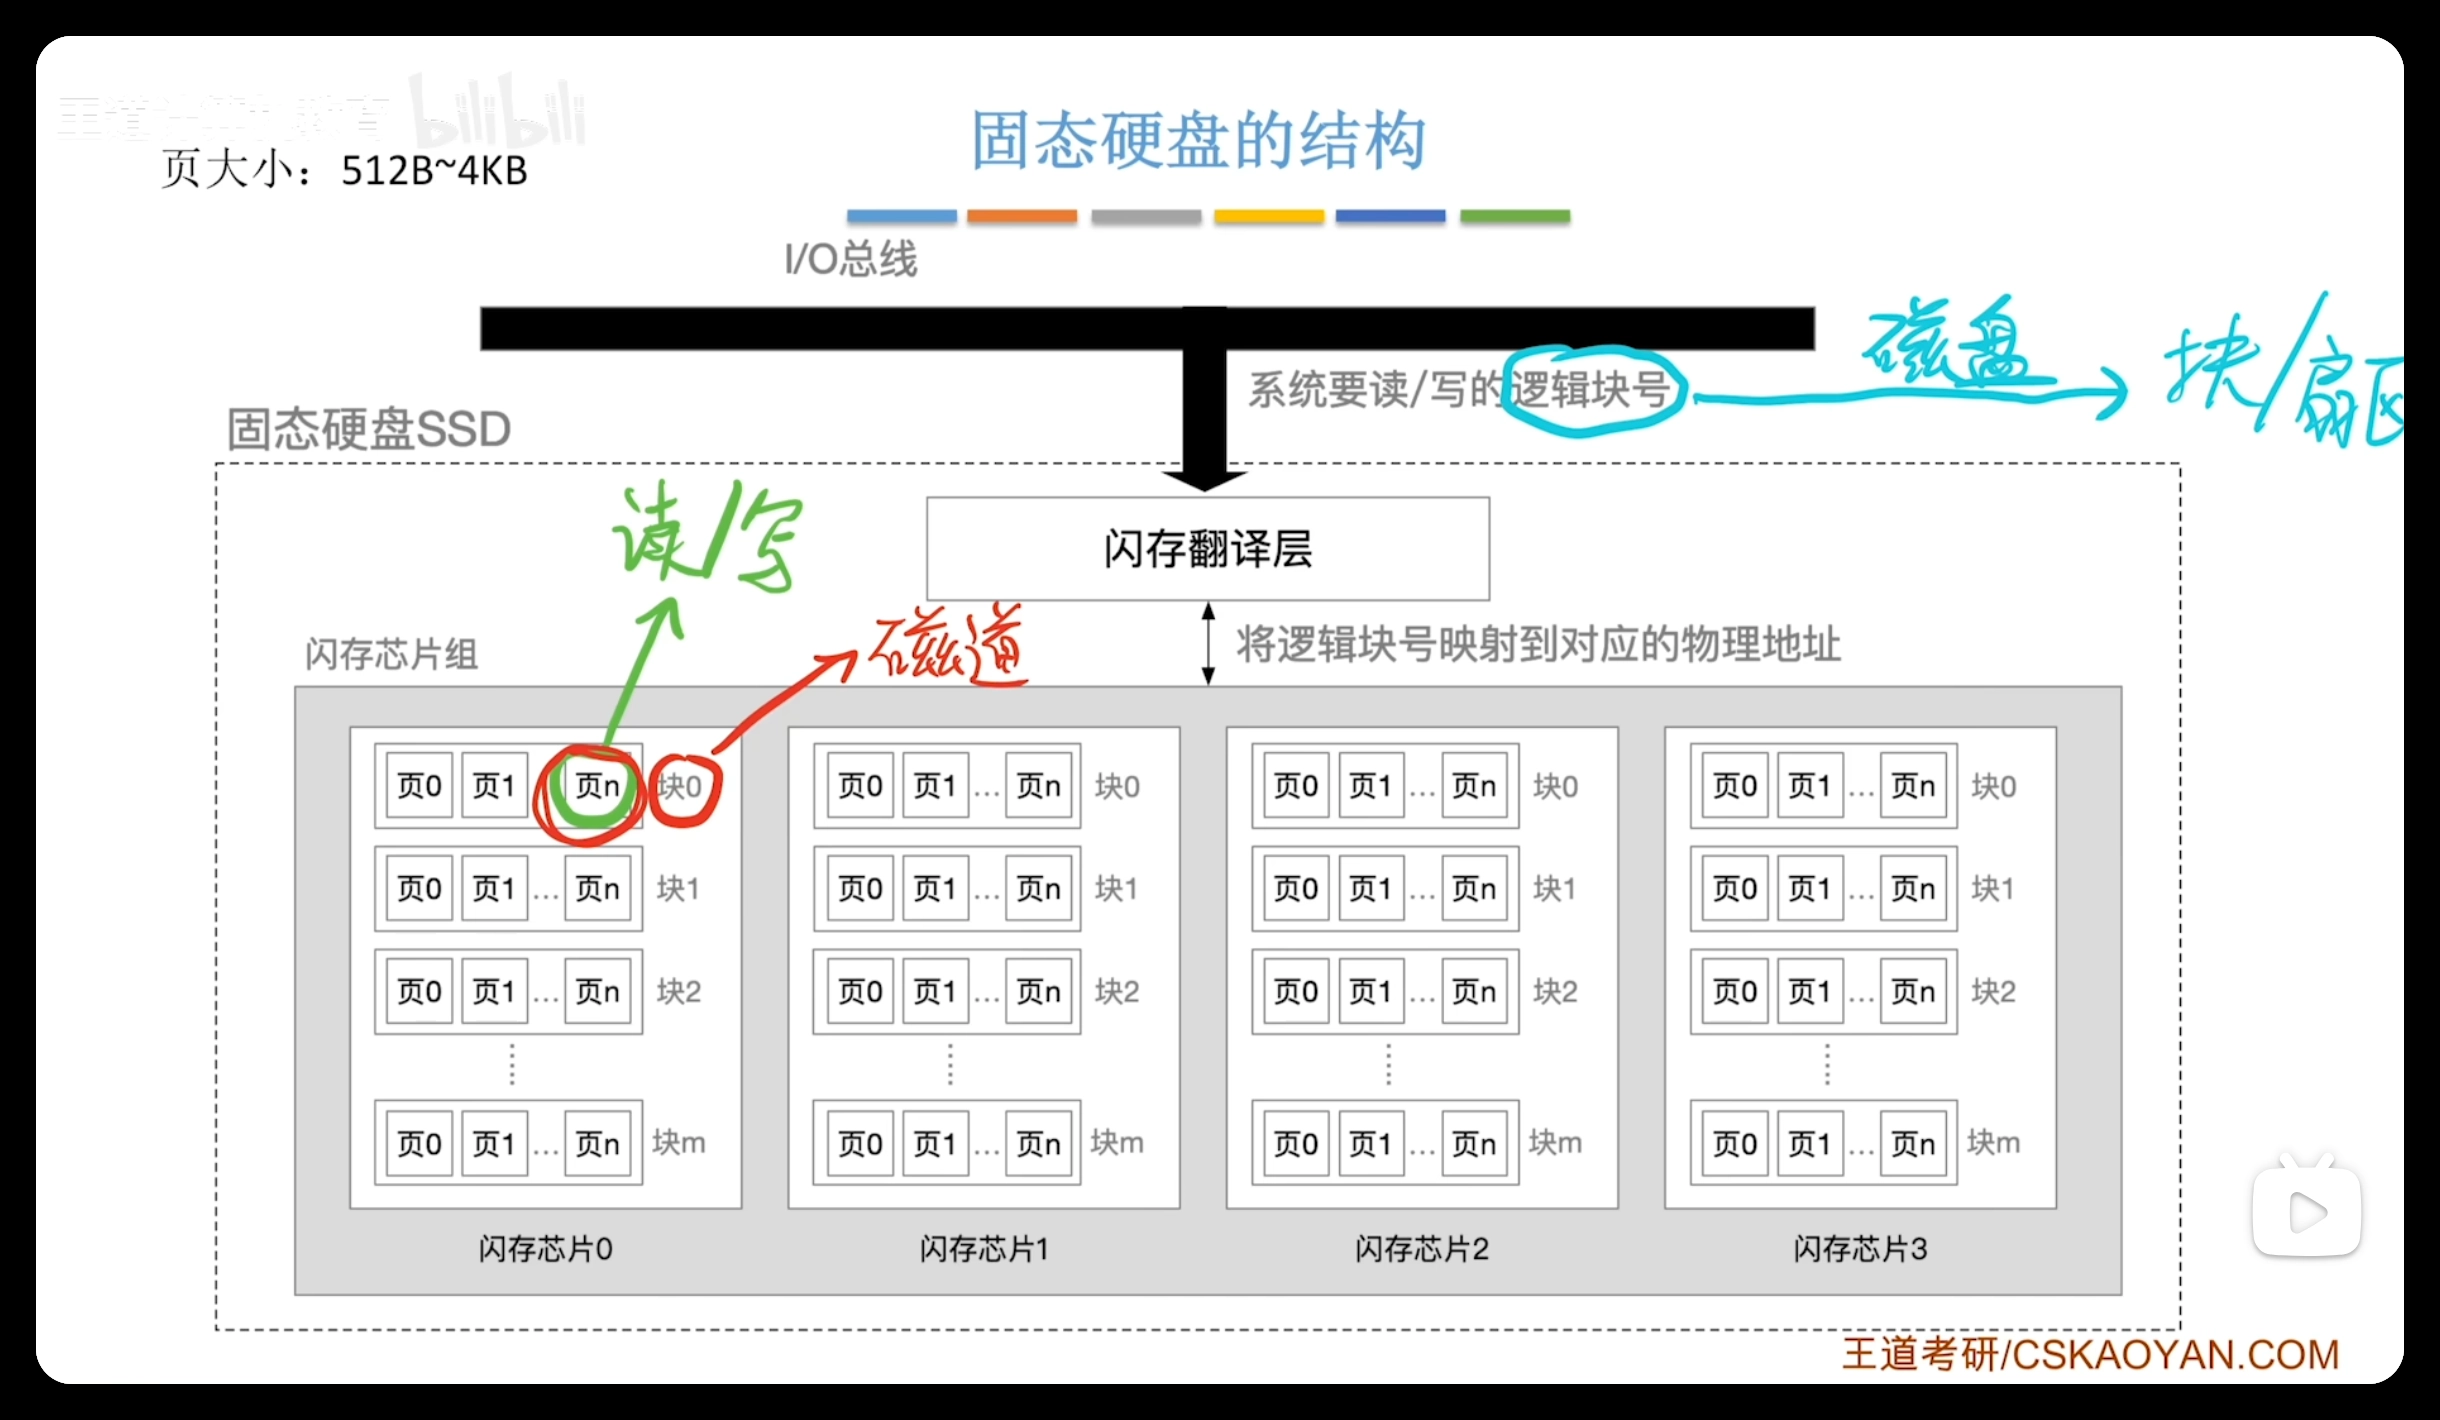 bilibili
页大小：512B~4KB
固态硬盘的结构
I/O总线
系统要读/写的逻辑块号
磁盘
块/扇区
固态硬盘SSD
读/写
闪存翻译层
磁道
闪存芯片组
将逻辑块号映射到对应的物理地址
页0 页1 页n 块0 页0 页1 … 页n 块0 页0 页1 … 页n 块0 页0 页1 … 页n 块0
页0 页1 … 页n 块1 页0 页1 … 页n 块1 页0 页1 … 页n 块1 页0 页1 … 页n 块1
页0 页1 … 页n 块2 页0 页1 … 页n 块2 页0 页1 … 页n 块2 页0 页1 … 页n 块2
页0 页1 … 页n 块m 页0 页1 … 页n 块m 页0 页1 … 页n 块m 页0 页1 … 页n 块m
闪存芯片0 闪存芯片1 闪存芯片2 闪存芯片3
王道考研/CSKAOYAN.COM